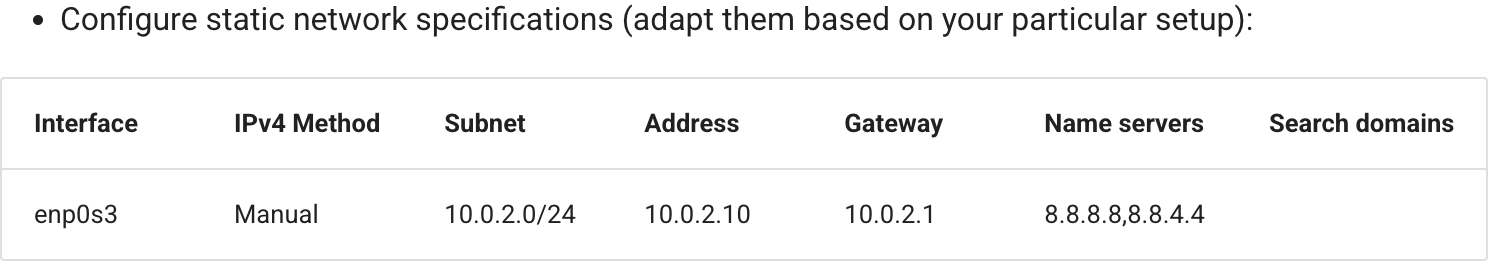 • Configure static network specifications (adapt them based on your particular setup):
Interface IPv4 Method Subnet Address Gateway Name servers Search domains
enp0s3 Manual 10.0.2.0/24 10.0.2.10 10.0.2.1 8.8.8.8,8.8.4.4